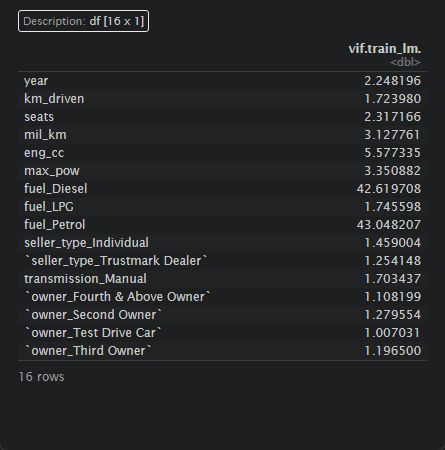 Description: df [16 x 1]
vif.train_lm.
<dbl>
year 2.248196
km_driven 1.723980
seats 2.317166
mil_km 3.127761
eng_cc 5.577335
max_pow 3.350882
fuel_Diesel 42.619708
fuel_LPG 1.745598
fuel_Petrol 43.048207
seller_type_Individual 1.459004
`seller_type_Trustmark Dealer` 1.254148
transmission_Manual 1.703437
`owner_Fourth & Above Owner` 1.108199
`owner_Second Owner` 1.279554
`owner_Test Drive Car` 1.007031
`owner_Third Owner` 1.196500
16 rows